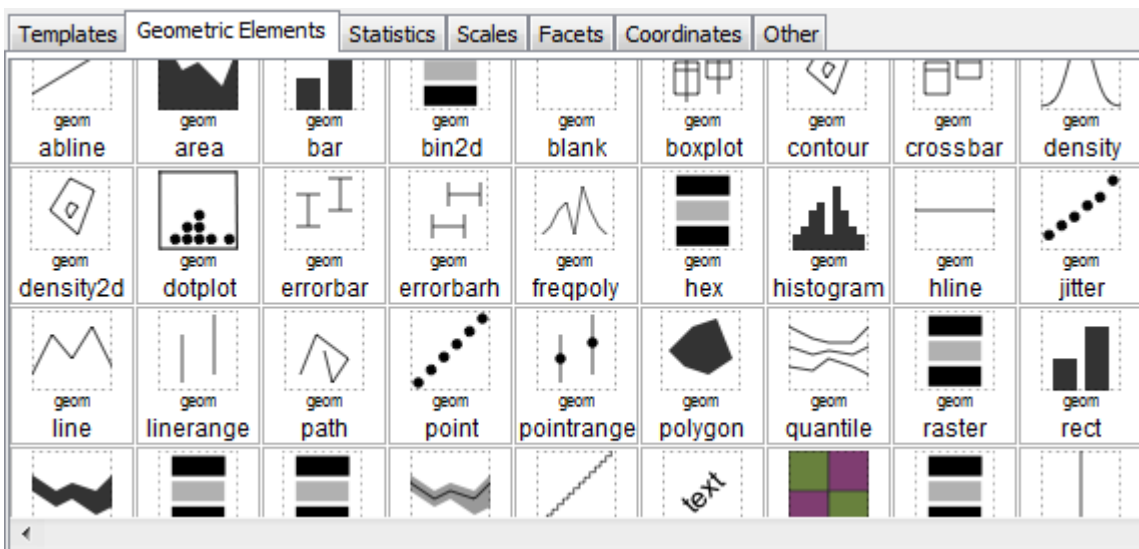 Templates Geometric Elements Statistics Scales Facets Coordinates Other
geom geom geom geom geom geom geom geom geom
abline area bar bin2d blank boxplot contour crossbar density
geom geom geom geom geom geom geom geom geom
density2d dotplot errorbar errorbarh freqpoly hex histogram hline jitter
geom geom geom geom geom geom geom geom geom
line linerange path point pointrange polygon quantile raster rect
text